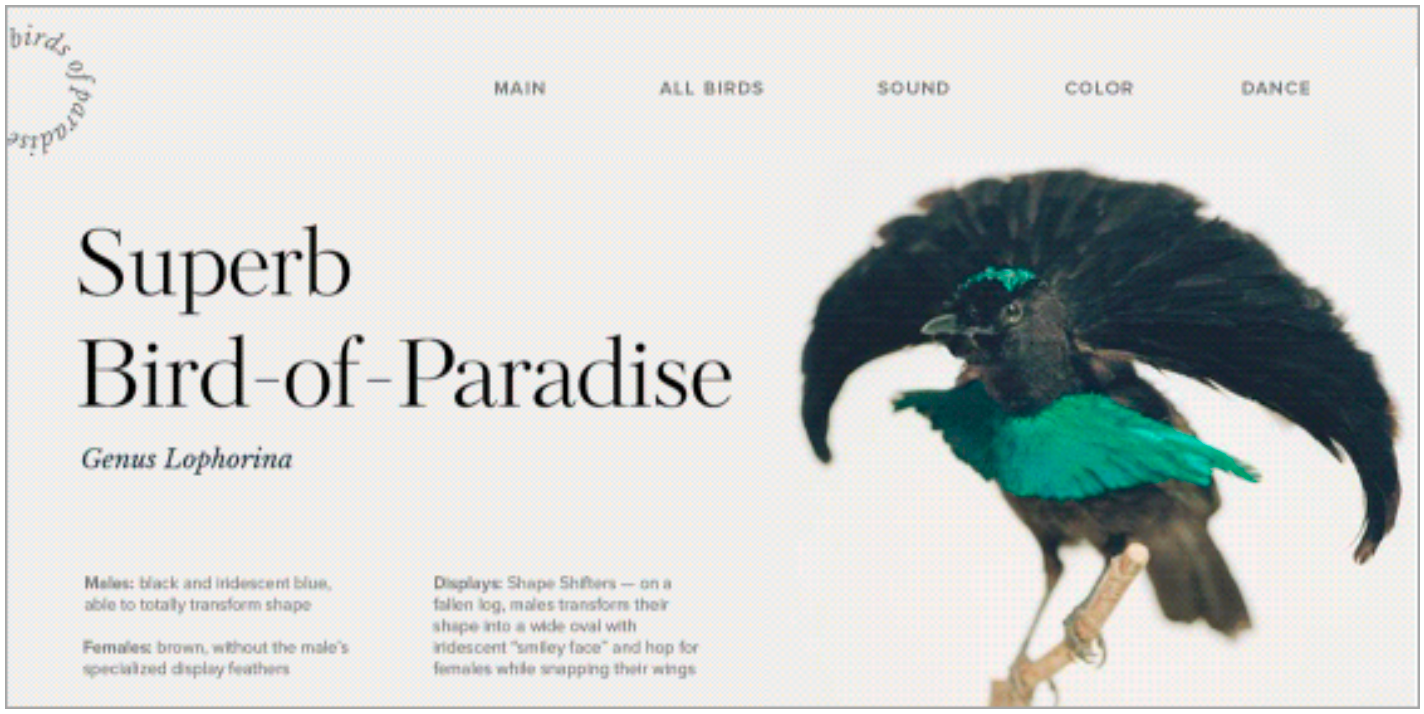 birds of paradise
MAIN ALL BIRDS SOUND COLOR DANCE
Superb
Bird-of-Paradise
Genus Lophorina
Males: black and iridescent blue,
able to totally transform shape
Females: brown, without the male's
specialized display feathers
Displays: Shape Shifters — on a
fallen log, males transform their
shape into a wide oval with
iridescent "smiley face" and hop for
females while snapping their wings